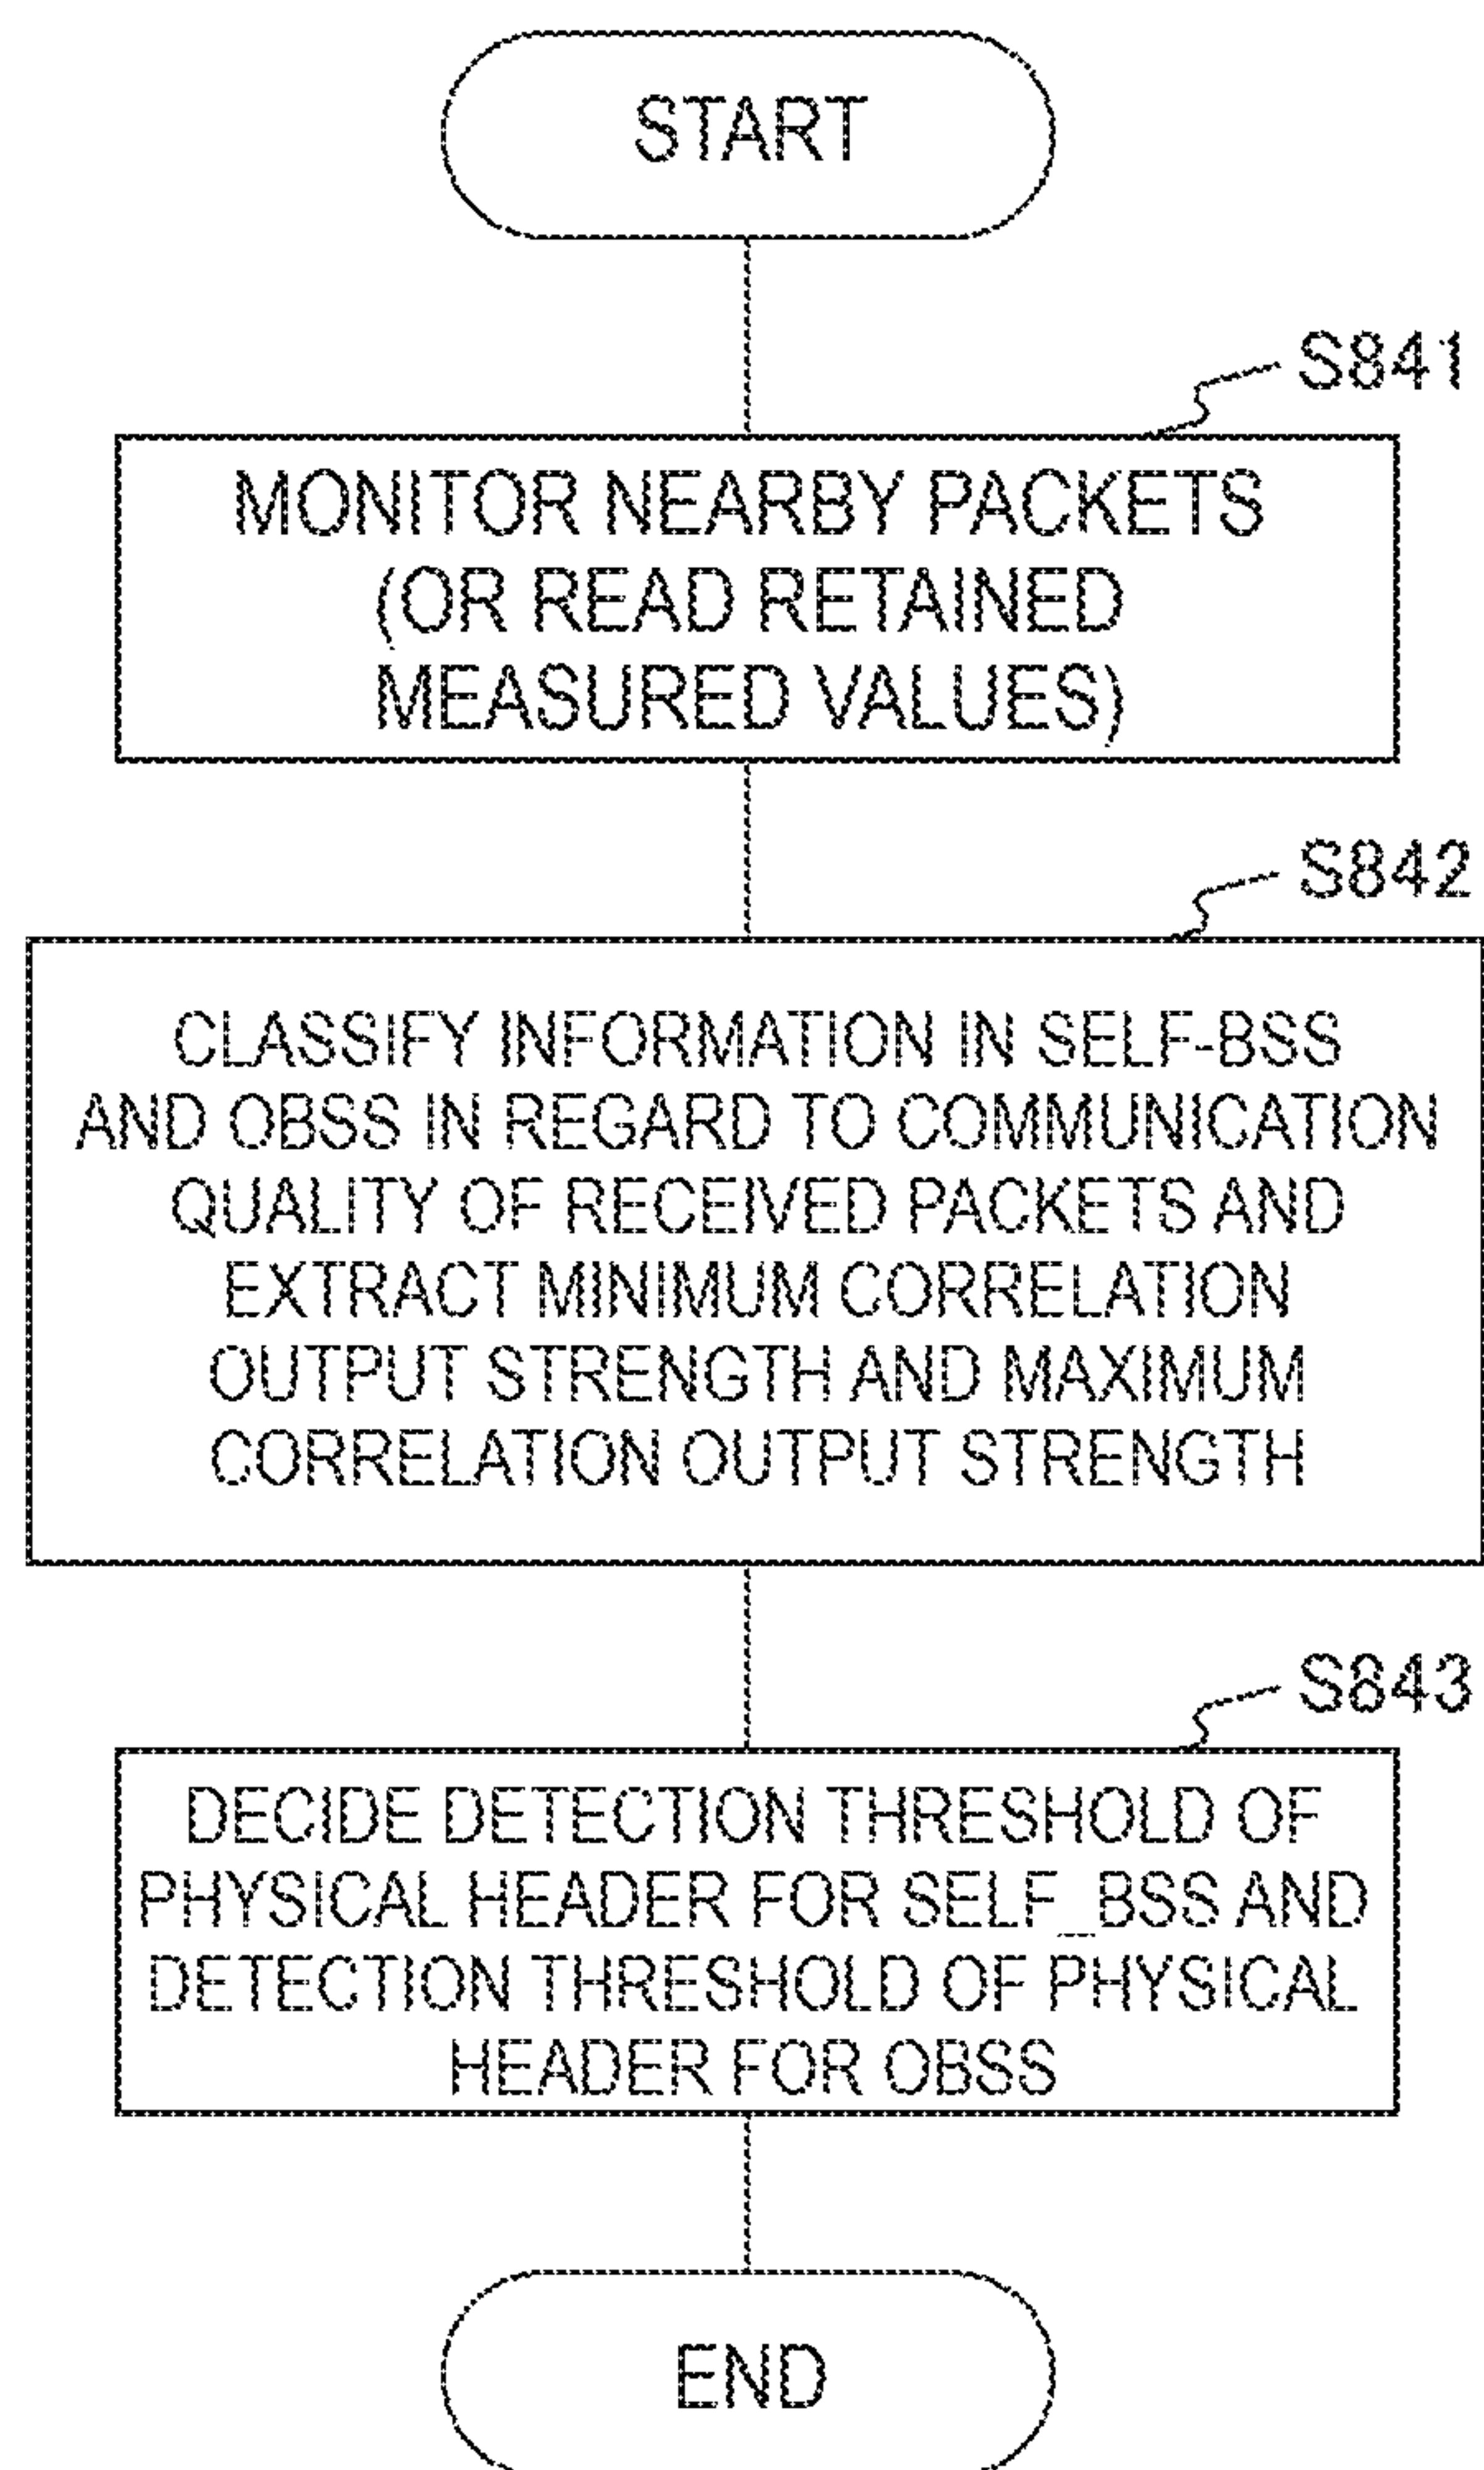 START
S841
MONITOR NEARBY PACKETS
(OR READ RETAINED
MEASURED VALUES)
S842
CLASSIFY INFORMATION IN SELF-BSS
AND OBSS IN REGARD TO COMMUNICATION
QUALITY OF RECEIVED PACKETS AND
EXTRACT MINIMUM CORRELATION
OUTPUT STRENGTH AND MAXIMUM
CORRELATION OUTPUT STRENGTH
S843
DECIDE DETECTION THRESHOLD OF
PHYSICAL HEADER FOR SELF_BSS AND
DETECTION THRESHOLD OF PHYSICAL
HEADER FOR OBSS
END